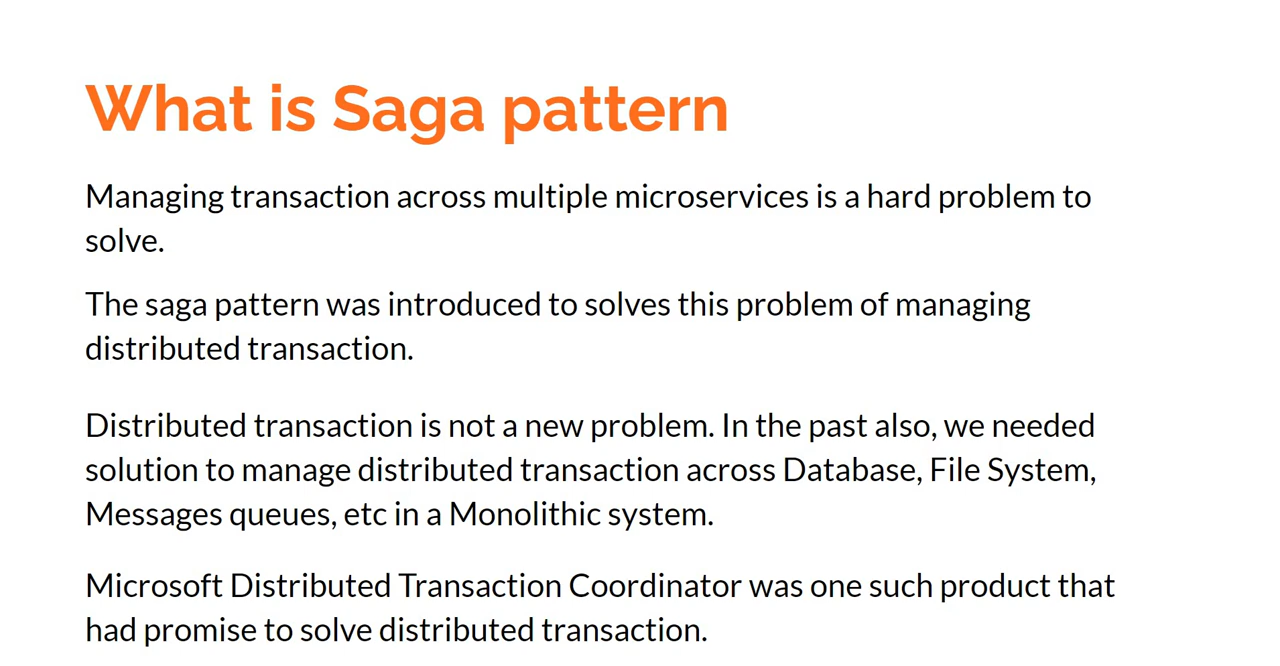 What is Saga pattern
Managing transaction across multiple microservices is a hard problem to
solve.
The saga pattern was introduced to solves this problem of managing
distributed transaction.
Distributed transaction is not a new problem. In the past also, we needed
solution to manage distributed transaction across Database, File System,
Messages queues, etc in a Monolithic system.
Microsoft Distributed Transaction Coordinator was one such product that
had promise to solve distributed transaction.